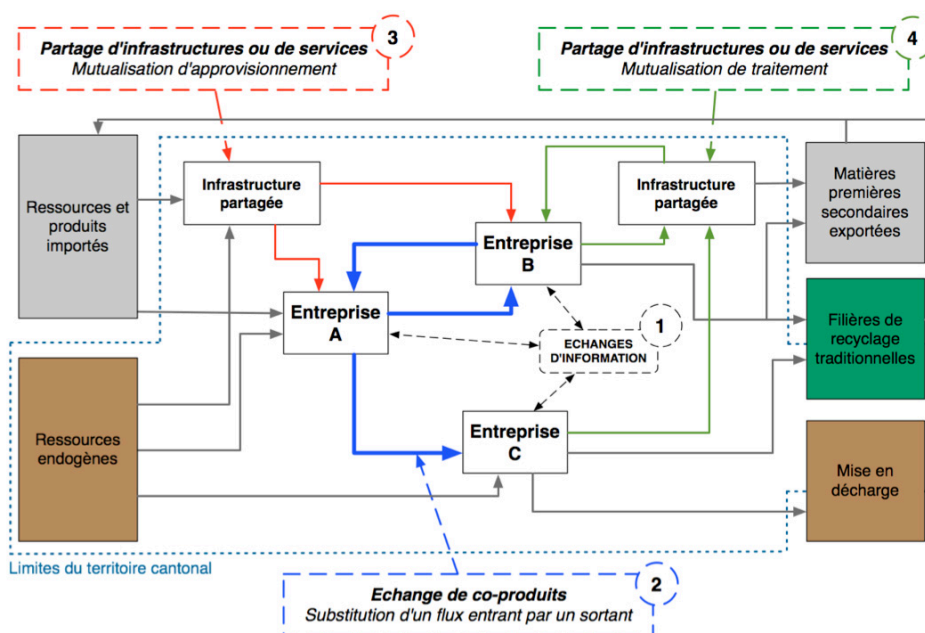 Partage d'infrastructures ou de services
Mutualisation d'approvisionnement
3
Partage d'infrastructures ou de services
Mutualisation de traitement
4
Ressources et
produits
importés
Infrastructure
partagée
Infrastructure
partagée
Matières
premières
secondaires
exportées
Entreprise
B
Entreprise
A
1
ECHANGES
D'INFORMATION
Filières de
recyclage
traditionnelles
Ressources
endogènes
Entreprise
C
Mise en
décharge
Limites du territoire cantonal
2
Echange de co-produits
Substitution d'un flux entrant par un sortant